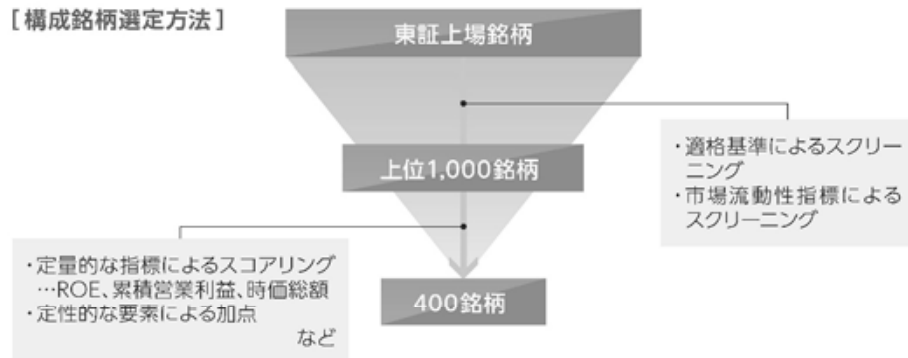 [構成銘柄選定方法]
東証上場銘柄
・適格基準によるスクリー
ニング
・市場流動性指標による
スクリーニング
上位1,000銘柄
・定量的な指標によるスコアリング
…ROE、累積営業利益、時価総額
・定性的な要素による加点
など
400銘柄